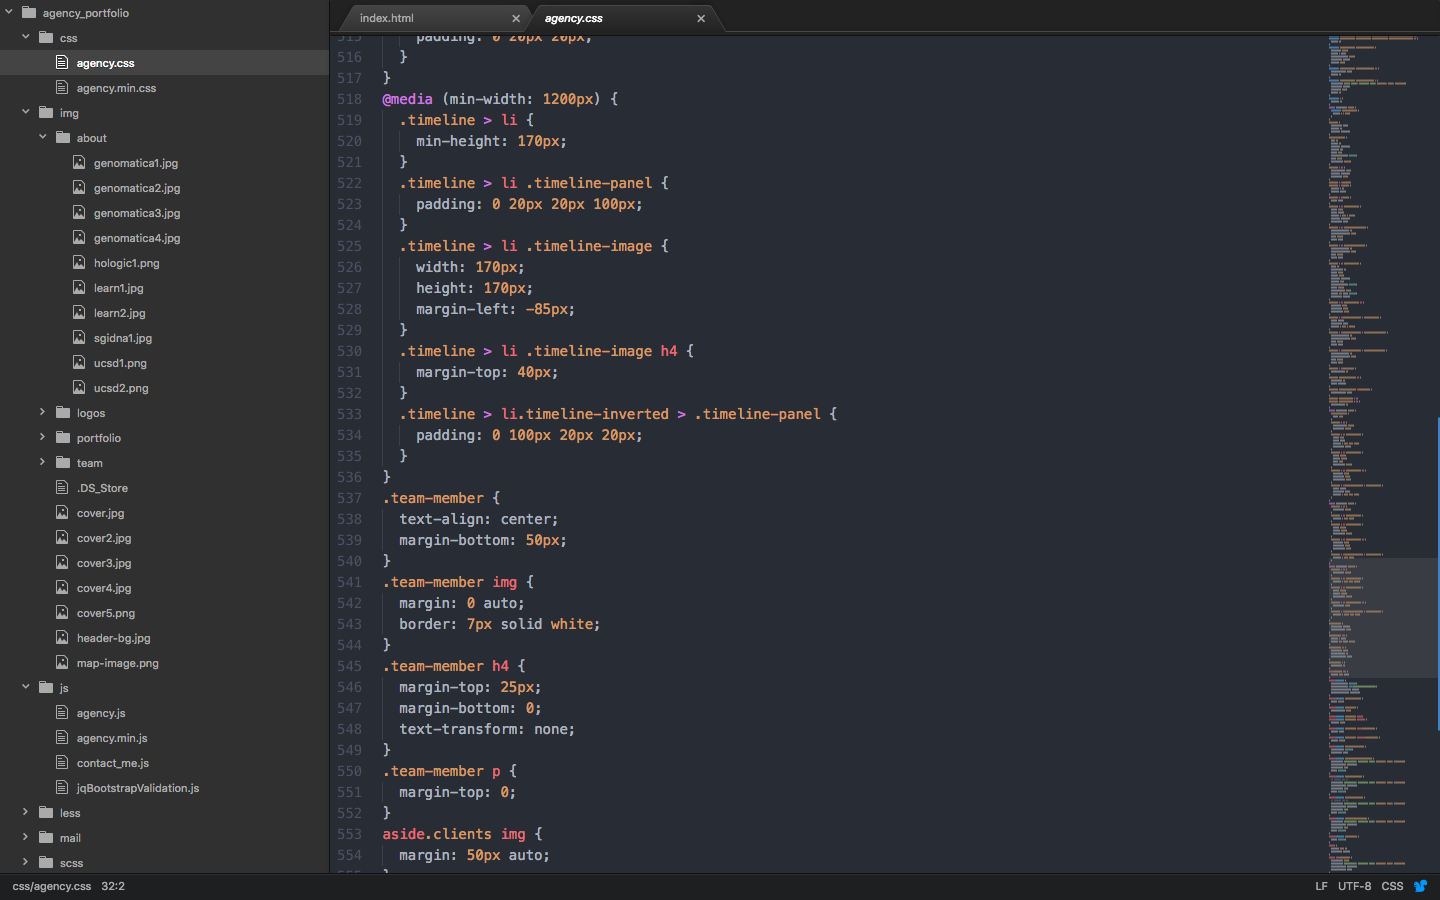 agency_portfolio
css
agency.css
agency.min.css
img
about
genomatica1.jpg
genomatica2.jpg
genomatica3.jpg
genomatica4.jpg
hologic1.png
learn1.jpg
learn2.jpg
sgidna1.jpg
ucsd1.png
ucsd2.png
logos
portfolio
team
.DS_Store
cover.jpg
cover2.jpg
cover3.jpg
cover4.jpg
cover5.png
header-bg.jpg
map-image.png
js
agency.js
agency.min.js
contact_me.js
jqBootstrapValidation.js
less
mail
scss
index.html ×
agency.css ×
515 padding: 0 20px 20px;
516 }
517 }
518 @media (min-width: 1200px) {
519 .timeline > li {
520 min-height: 170px;
521 }
522 .timeline > li .timeline-panel {
523 padding: 0 20px 20px 100px;
524 }
525 .timeline > li .timeline-image {
526 width: 170px;
527 height: 170px;
528 margin-left: -85px;
529 }
530 .timeline > li .timeline-image h4 {
531 margin-top: 40px;
532 }
533 .timeline > li.timeline-inverted > .timeline-panel {
534 padding: 0 100px 20px 20px;
535 }
536 }
537 .team-member {
538 text-align: center;
539 margin-bottom: 50px;
540 }
541 .team-member img {
542 margin: 0 auto;
543 border: 7px solid white;
544 }
545 .team-member h4 {
546 margin-top: 25px;
547 margin-bottom: 0;
548 text-transform: none;
549 }
550 .team-member p {
551 margin-top: 0;
552 }
553 aside.clients img {
554 margin: 50px auto;
css/agency.css 32:2
LF UTF-8 CSS